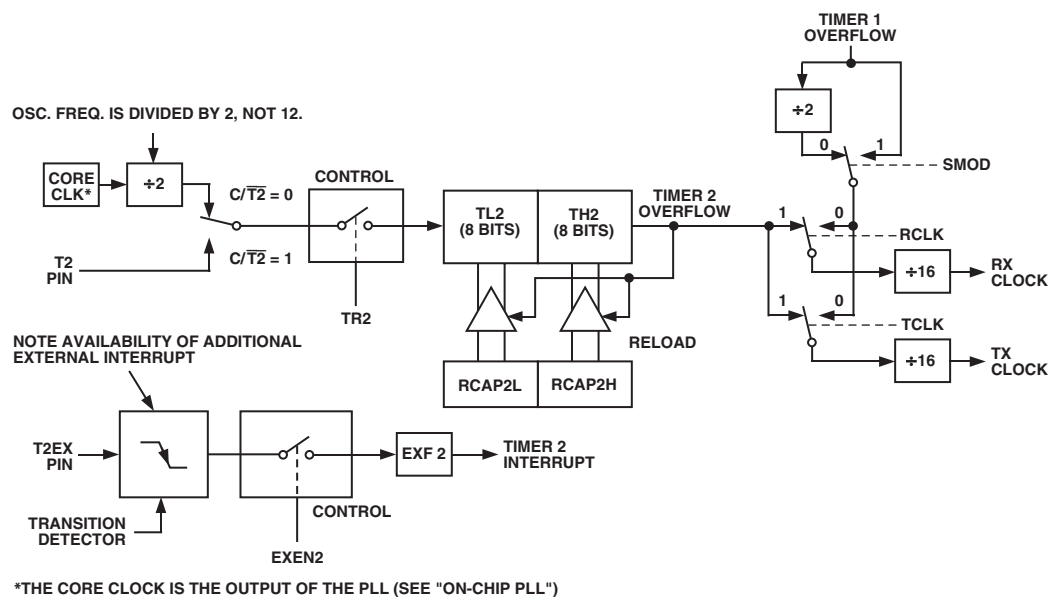 TIMER 1
OVERFLOW
OSC. FREQ. IS DIVIDED BY 2, NOT 12.
÷2
0
1
SMOD
CORE
CLK*
÷2
C/T̅2̅ = 0
CONTROL
TL2
(8 BITS)
TH2
(8 BITS)
TIMER 2
OVERFLOW
T2
PIN
C/T̅2̅ = 1
TR2
1
0
RCLK
÷16
RX
CLOCK
RELOAD
1
0
TCLK
÷16
TX
CLOCK
RCAP2L
RCAP2H
NOTE AVAILABILITY OF ADDITIONAL
EXTERNAL INTERRUPT
T2EX
PIN
EXF 2
TIMER 2
INTERRUPT
CONTROL
TRANSITION
DETECTOR
EXEN2
*THE CORE CLOCK IS THE OUTPUT OF THE PLL (SEE "ON-CHIP PLL")